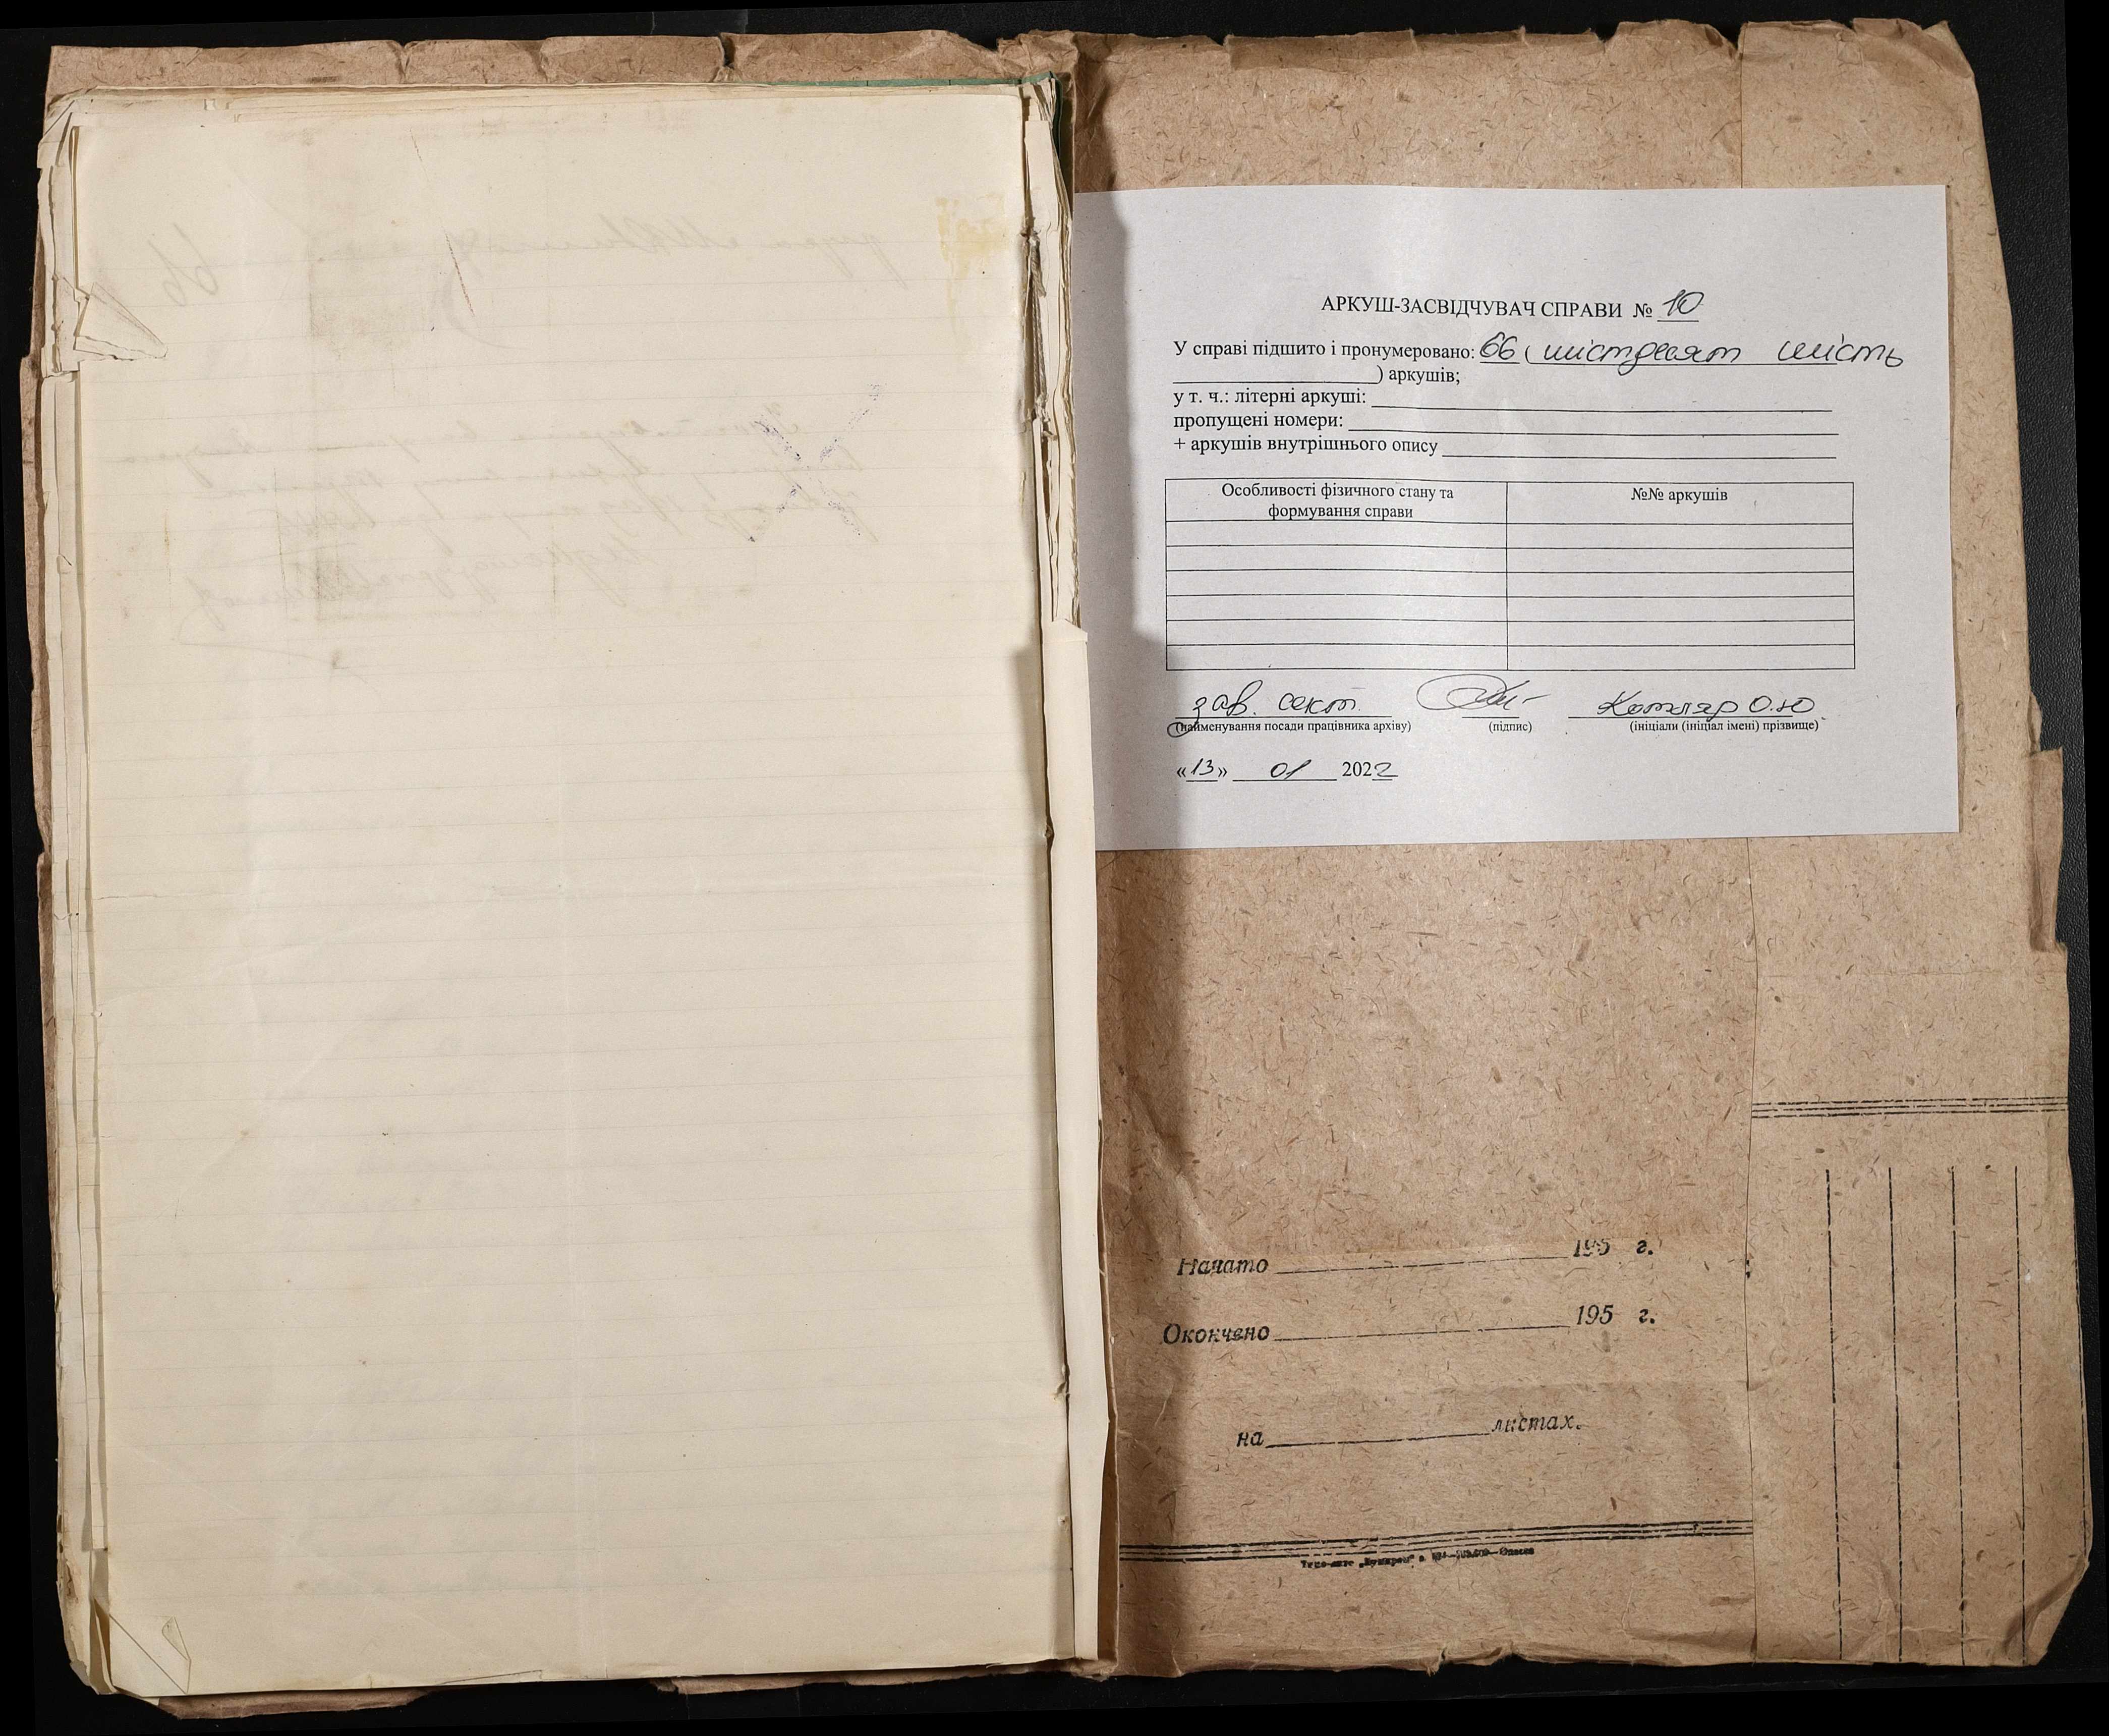 АРКУШ-ЗАСВІДЧУВАЧ СПРАВИ № 10
У справі підшито і пронумеровано: 66 ( шістдесят шість
) аркушів;
у т. ч.: літерні аркуші:
пропущені номери:
+ аркушів внутрішнього опису
Особливості фізичного стану та формування справи
№№ аркушів
зав. сект. Котляр О.Ю
(найменування посади працівника архіву) (підпис) (ініціали (ініціал імені) прізвище)
«13» 01 2022
Начато 195 г.
Окончено 195 г.
на листах.